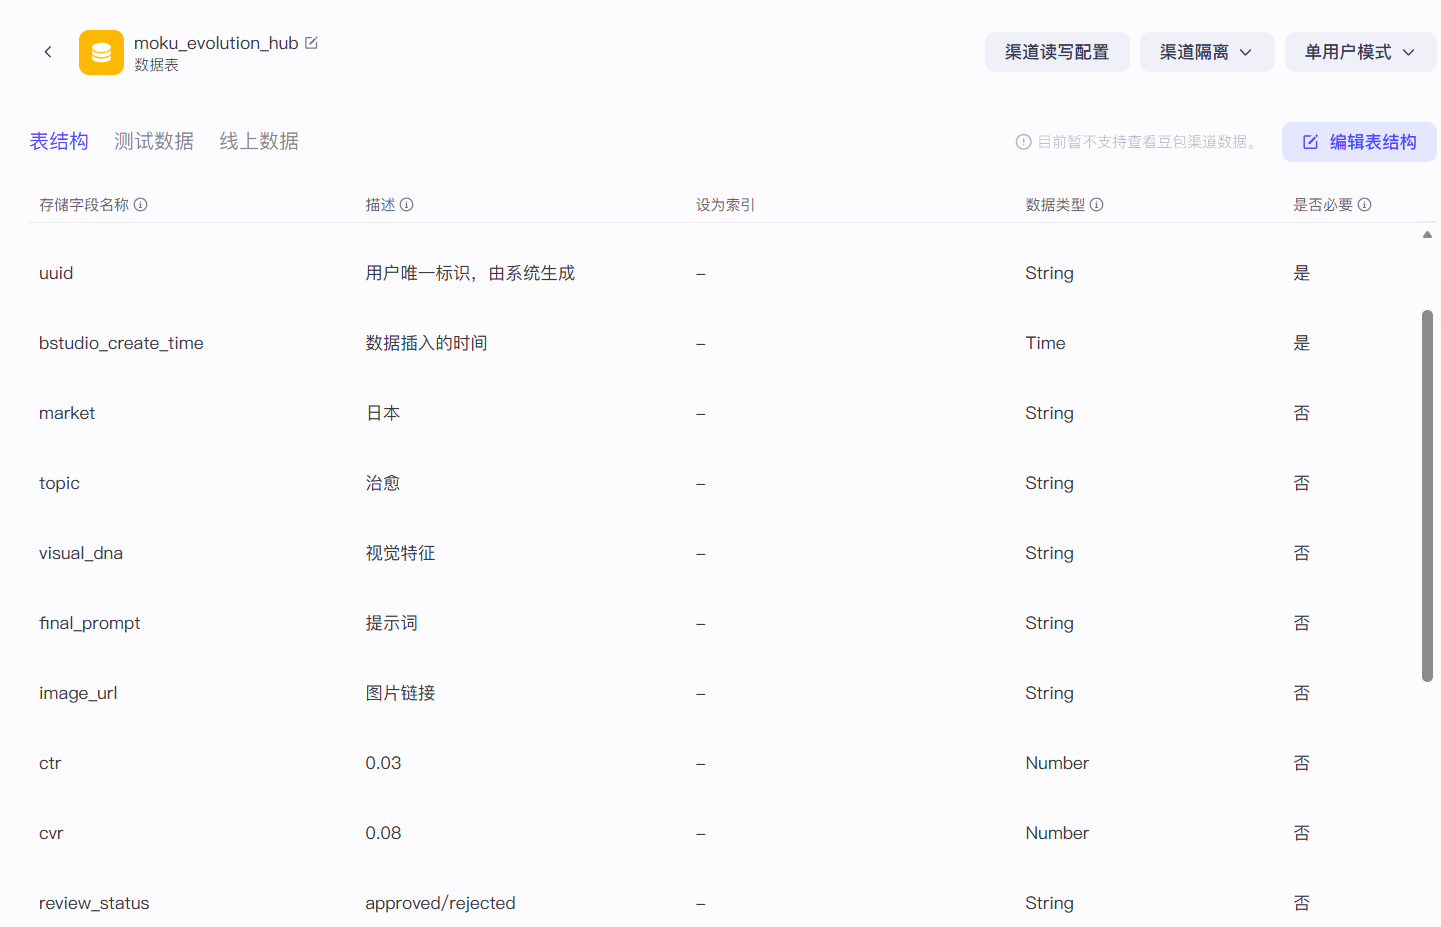 moku_evolution_hub
数据表
渠道读写配置
渠道隔离
单用户模式
表结构 测试数据 线上数据
目前暂不支持查看豆包渠道数据。
编辑表结构
存储字段名称 描述 设为索引 数据类型 是否必要
uuid 用户唯一标识，由系统生成 – String 是
bstudio_create_time 数据插入的时间 – Time 是
market 日本 – String 否
topic 治愈 – String 否
visual_dna 视觉特征 – String 否
final_prompt 提示词 – String 否
image_url 图片链接 – String 否
ctr 0.03 – Number 否
cvr 0.08 – Number 否
review_status approved/rejected – String 否